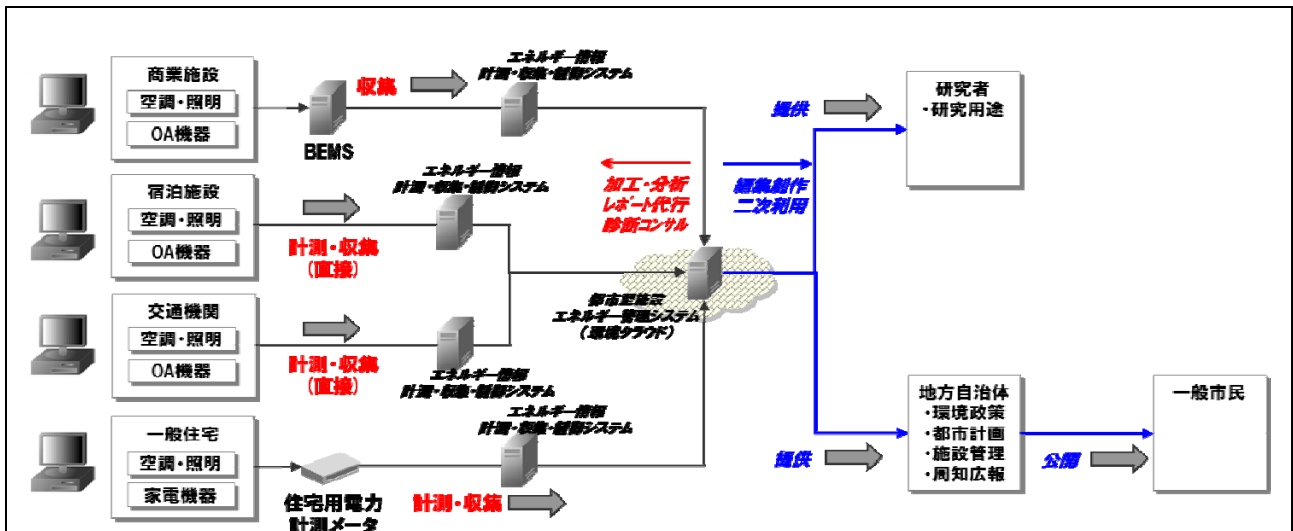 商業施設
空調・照明
OA機器
BEMS
収集
エネルギー情報
計測・収集・制御システム
宿泊施設
空調・照明
OA機器
計測・収集
(直接)
エネルギー情報
計測・収集・制御システム
交通機関
空調・照明
OA機器
計測・収集
(直接)
エネルギー情報
計測・収集・制御システム
一般住宅
空調・照明
家電機器
住宅用電力
計測メータ
計測・収集
エネルギー情報
計測・収集・制御システム
加工・分析
レポート代行
診断コンサル
編集創作
二次利用
都市型施設
エネルギー管理システム
(環境クラウド)
提供
研究者
・研究用途
提供
地方自治体
・環境政策
・都市計画
・施設管理
・周知広報
公開
一般市民